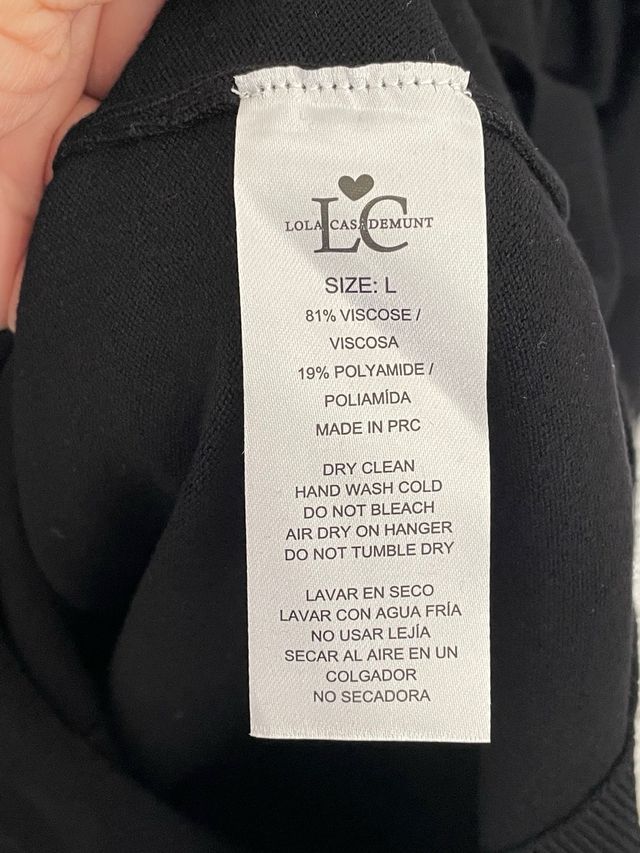 LC
LOLA CASADEMUNT
SIZE: L
81% VISCOSE /
VISCOSA
19% POLYAMIDE /
POLIAMÍDA
MADE IN PRC
DRY CLEAN
HAND WASH COLD
DO NOT BLEACH
AIR DRY ON HANGER
DO NOT TUMBLE DRY
LAVAR EN SECO
LAVAR CON AGUA FRÍA
NO USAR LEJÍA
SECAR AL AIRE EN UN
COLGADOR
NO SECADORA